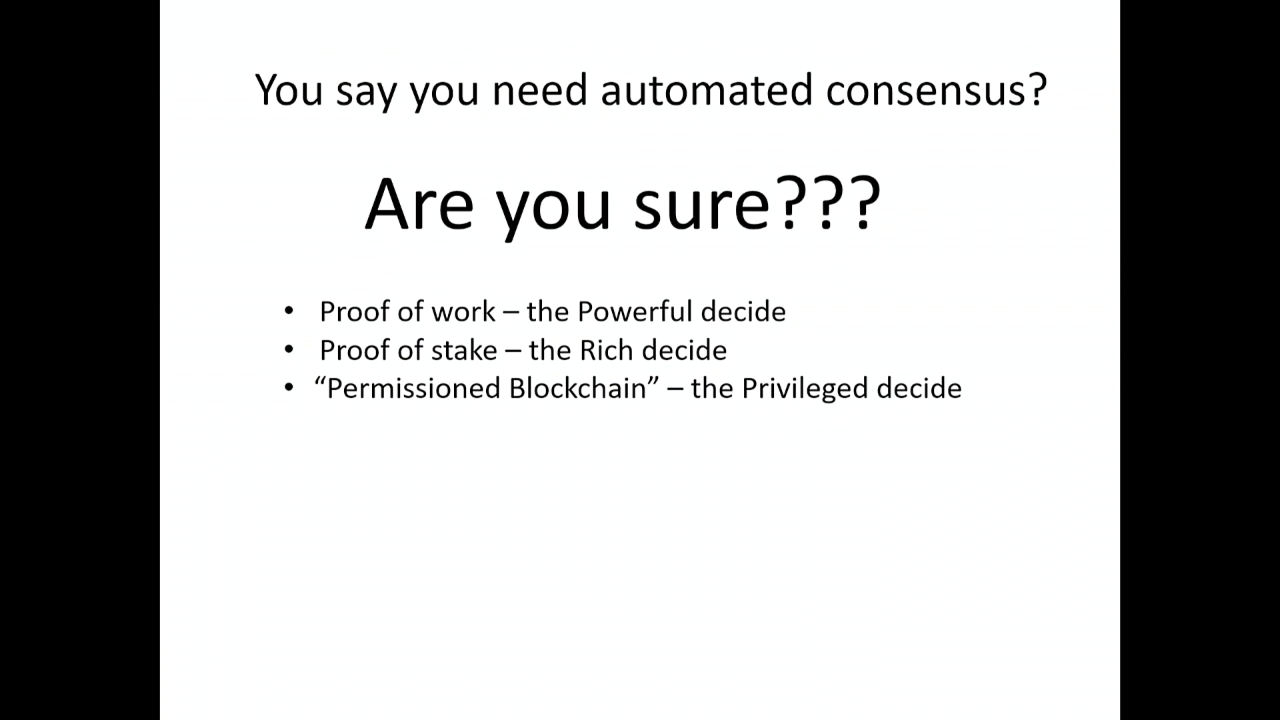 You say you need automated consensus?
Are you sure???
• Proof of work – the Powerful decide
• Proof of stake – the Rich decide
• “Permissioned Blockchain” – the Privileged decide